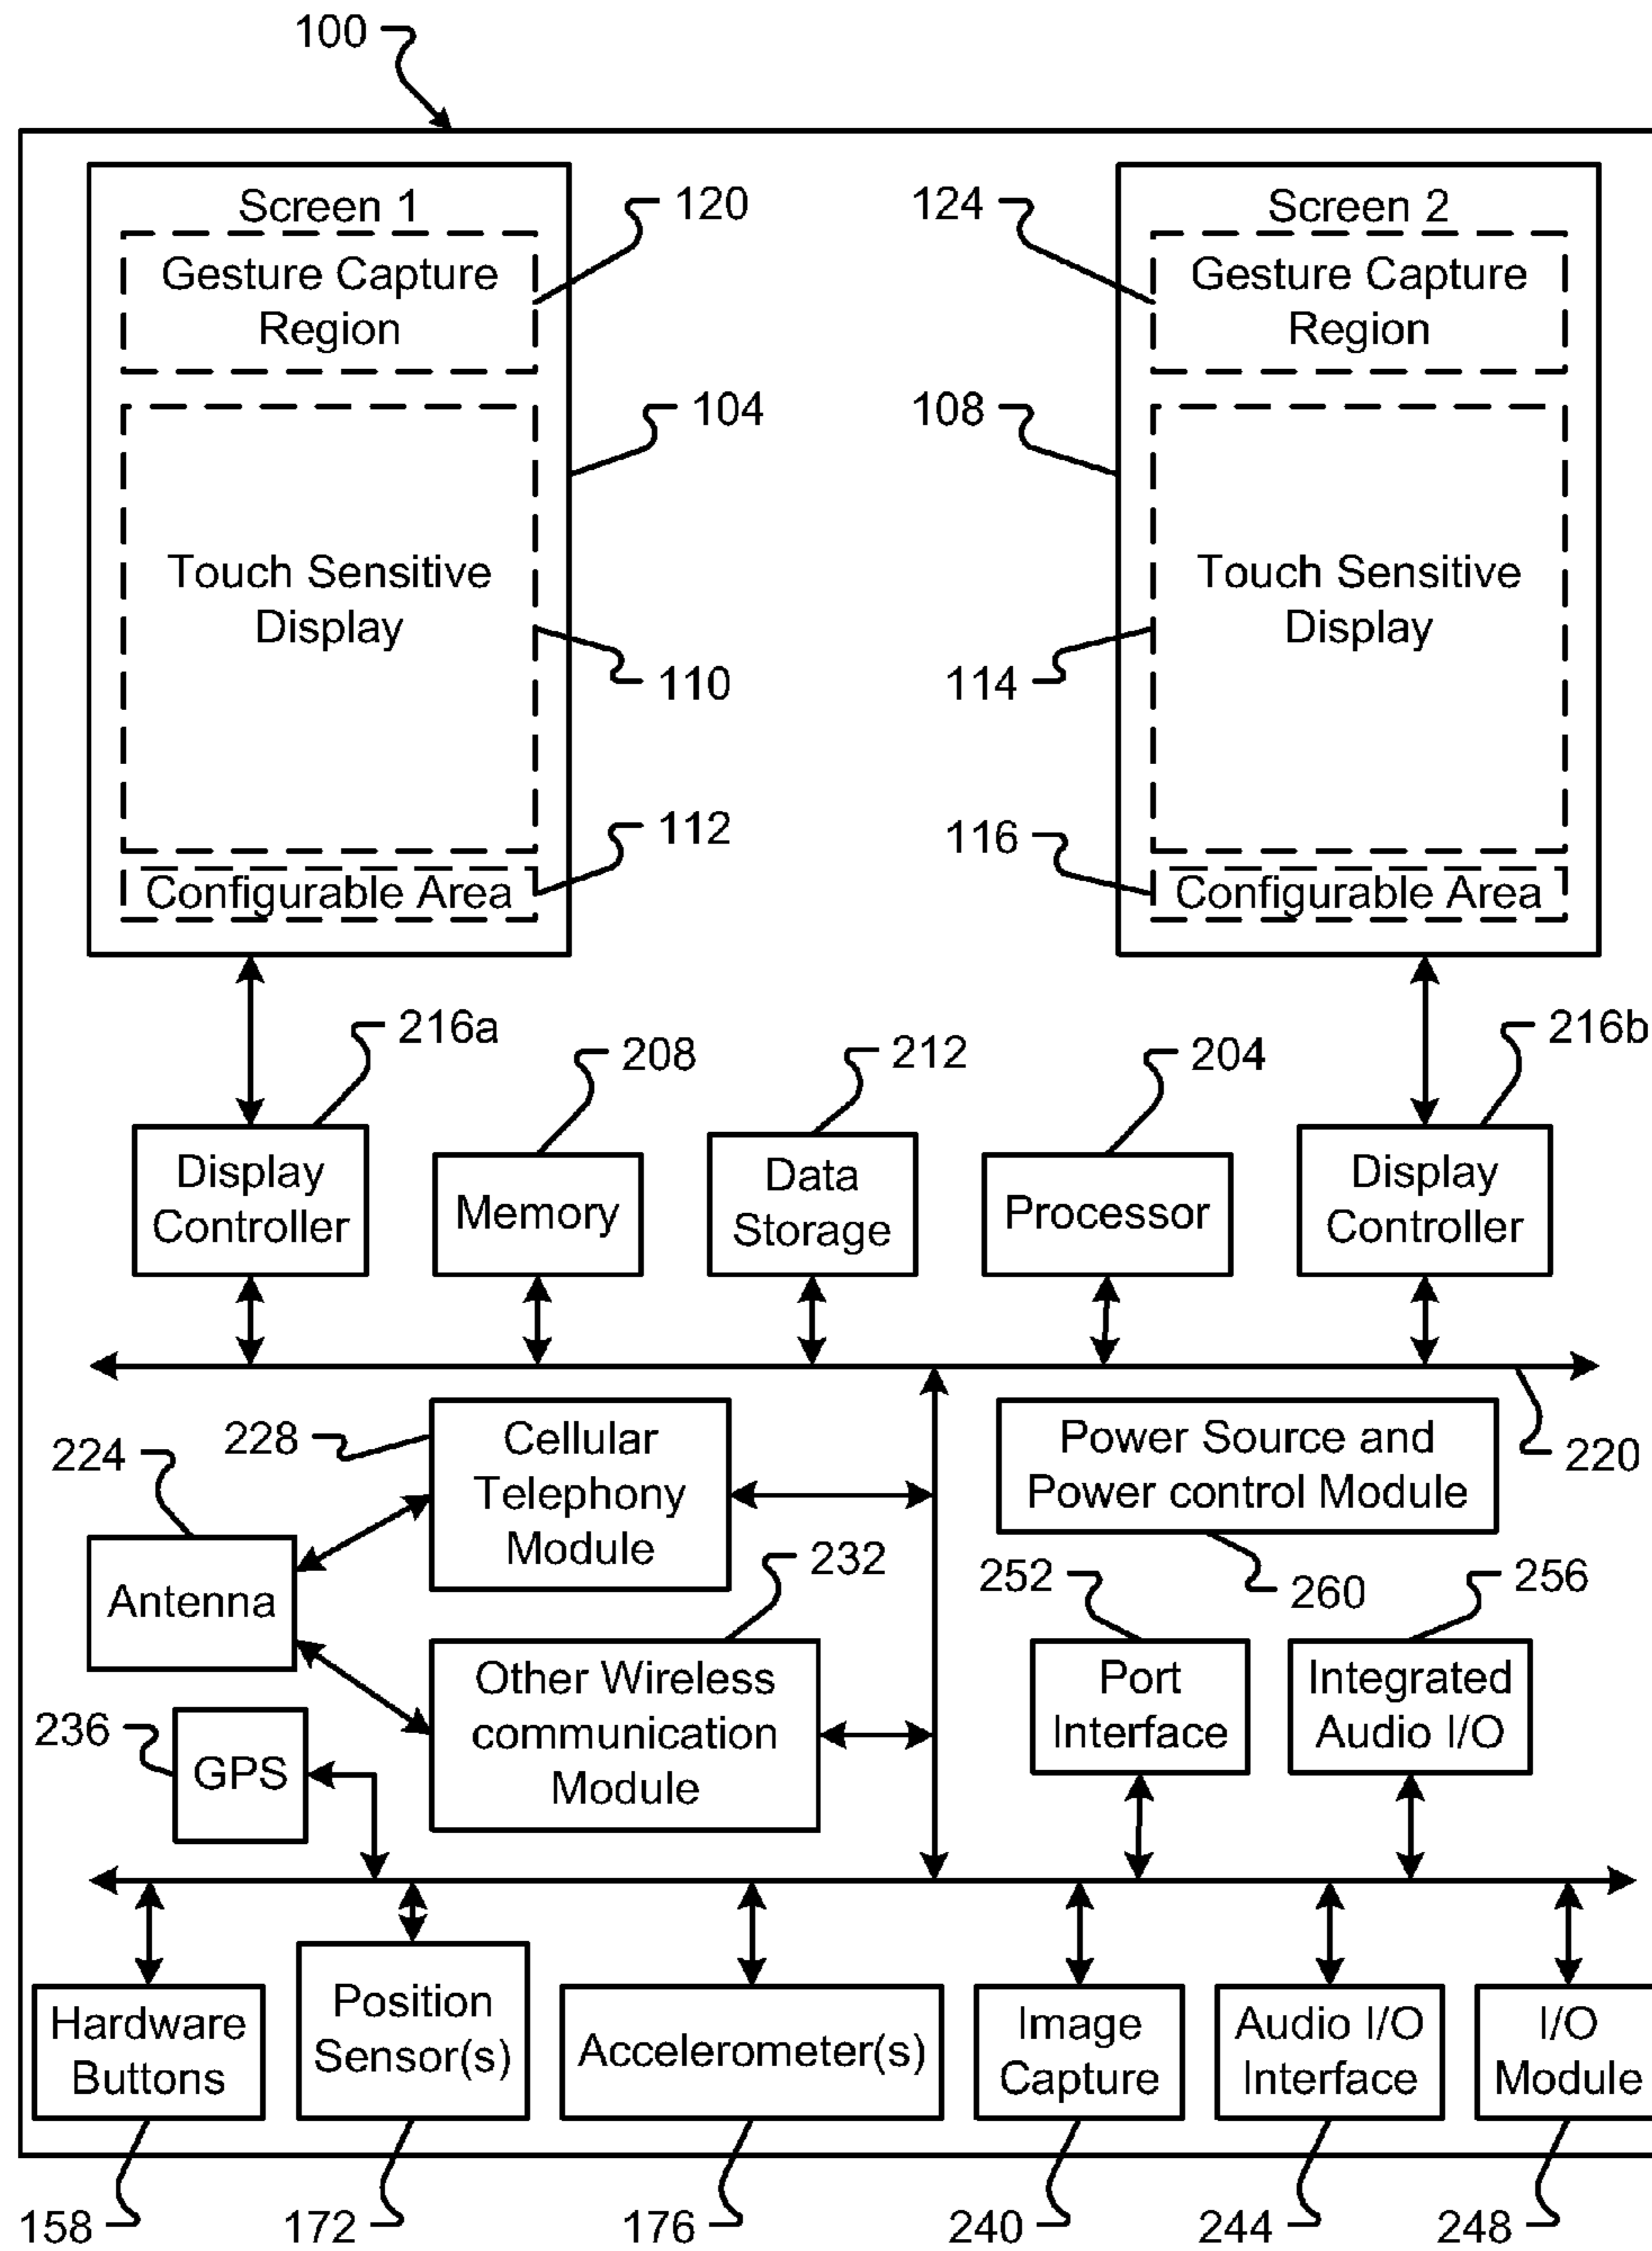 100
Screen 1
Gesture Capture
Region
Touch Sensitive
Display
Configurable Area
120
104
110
112
Screen 2
Gesture Capture
Region
Touch Sensitive
Display
Configurable Area
124
108
114
116
216a
208
212
204
216b
Display
Controller
Memory
Data
Storage
Processor
Display
Controller
220
228
Cellular
Telephony
Module
Power Source and
Power control Module
260
224
Antenna
232
Other Wireless
communication
Module
252
Port
Interface
256
Integrated
Audio I/O
236
GPS
Hardware
Buttons
Position
Sensor(s)
Accelerometer(s)
Image
Capture
Audio I/O
Interface
I/O
Module
158
172
176
240
244
248